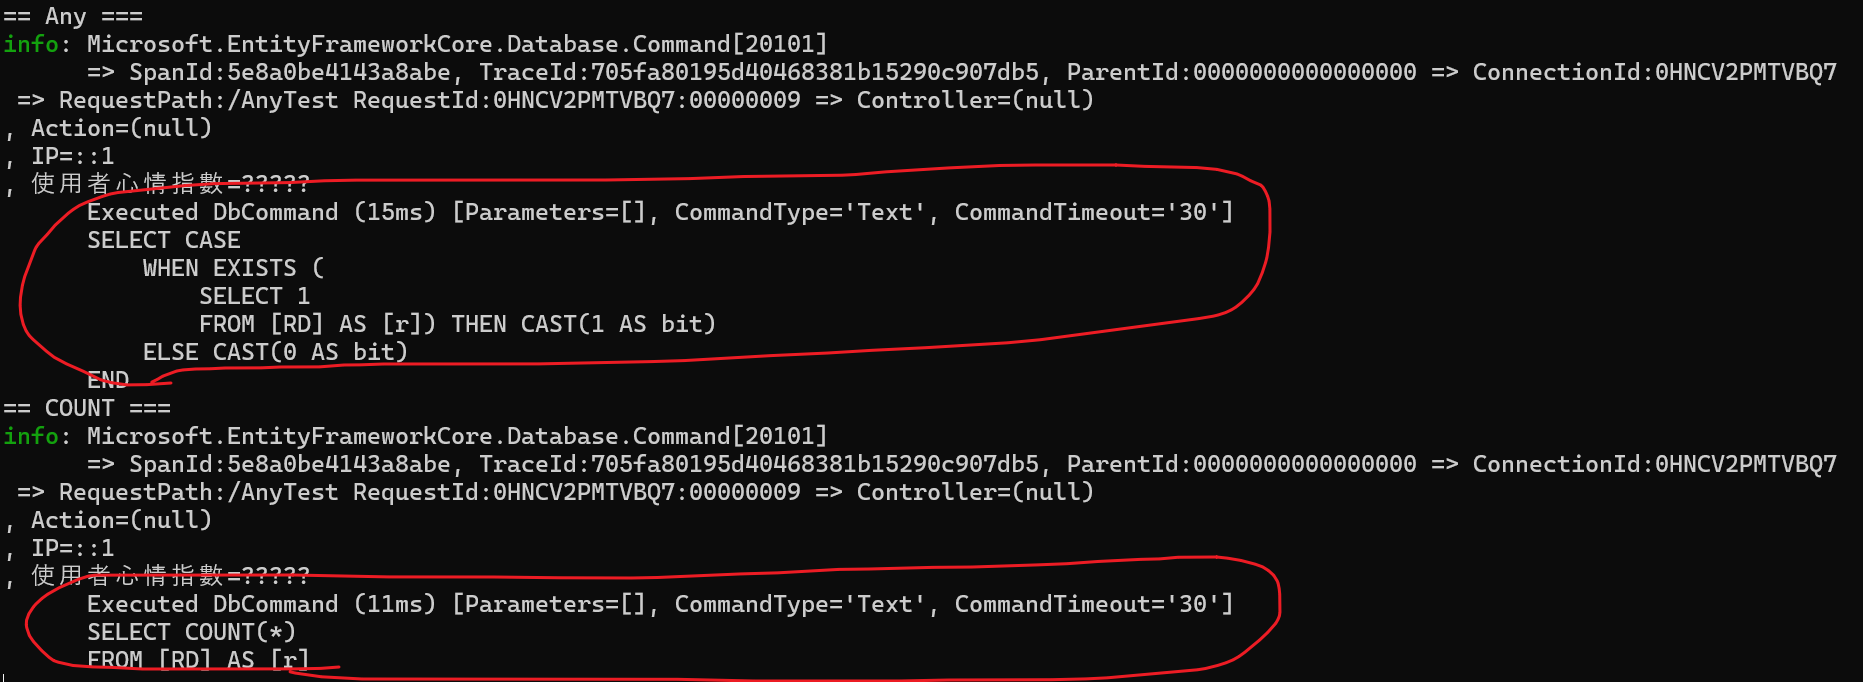 == Any ===
info: Microsoft.EntityFrameworkCore.Database.Command[20101]
      => SpanId:5e8a0be4143a8abe, TraceId:705fa80195d40468381b15290c907db5, ParentId:0000000000000000 => ConnectionId:0HNCV2PMTVBQ7
 => RequestPath:/AnyTest RequestId:0HNCV2PMTVBQ7:00000009 => Controller=(null)
, Action=(null)
, IP=::1
, 使用者心情指數=?????
      Executed DbCommand (15ms) [Parameters=[], CommandType='Text', CommandTimeout='30']
      SELECT CASE
          WHEN EXISTS (
              SELECT 1
              FROM [RD] AS [r]) THEN CAST(1 AS bit)
          ELSE CAST(0 AS bit)
      END
== COUNT ===
info: Microsoft.EntityFrameworkCore.Database.Command[20101]
      => SpanId:5e8a0be4143a8abe, TraceId:705fa80195d40468381b15290c907db5, ParentId:0000000000000000 => ConnectionId:0HNCV2PMTVBQ7
 => RequestPath:/AnyTest RequestId:0HNCV2PMTVBQ7:00000009 => Controller=(null)
, Action=(null)
, IP=::1
, 使用者心情指數=?????
      Executed DbCommand (11ms) [Parameters=[], CommandType='Text', CommandTimeout='30']
      SELECT COUNT(*)
      FROM [RD] AS [r]